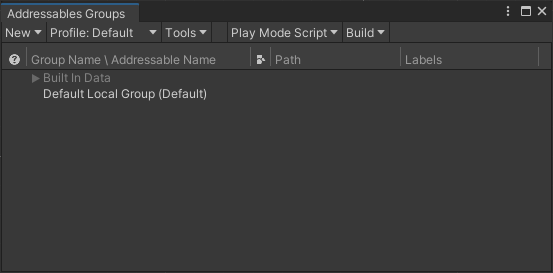 Addressables Groups
New Profile: Default Tools Play Mode Script Build
Group Name \ Addressable Name Path Labels
Built In Data
Default Local Group (Default)